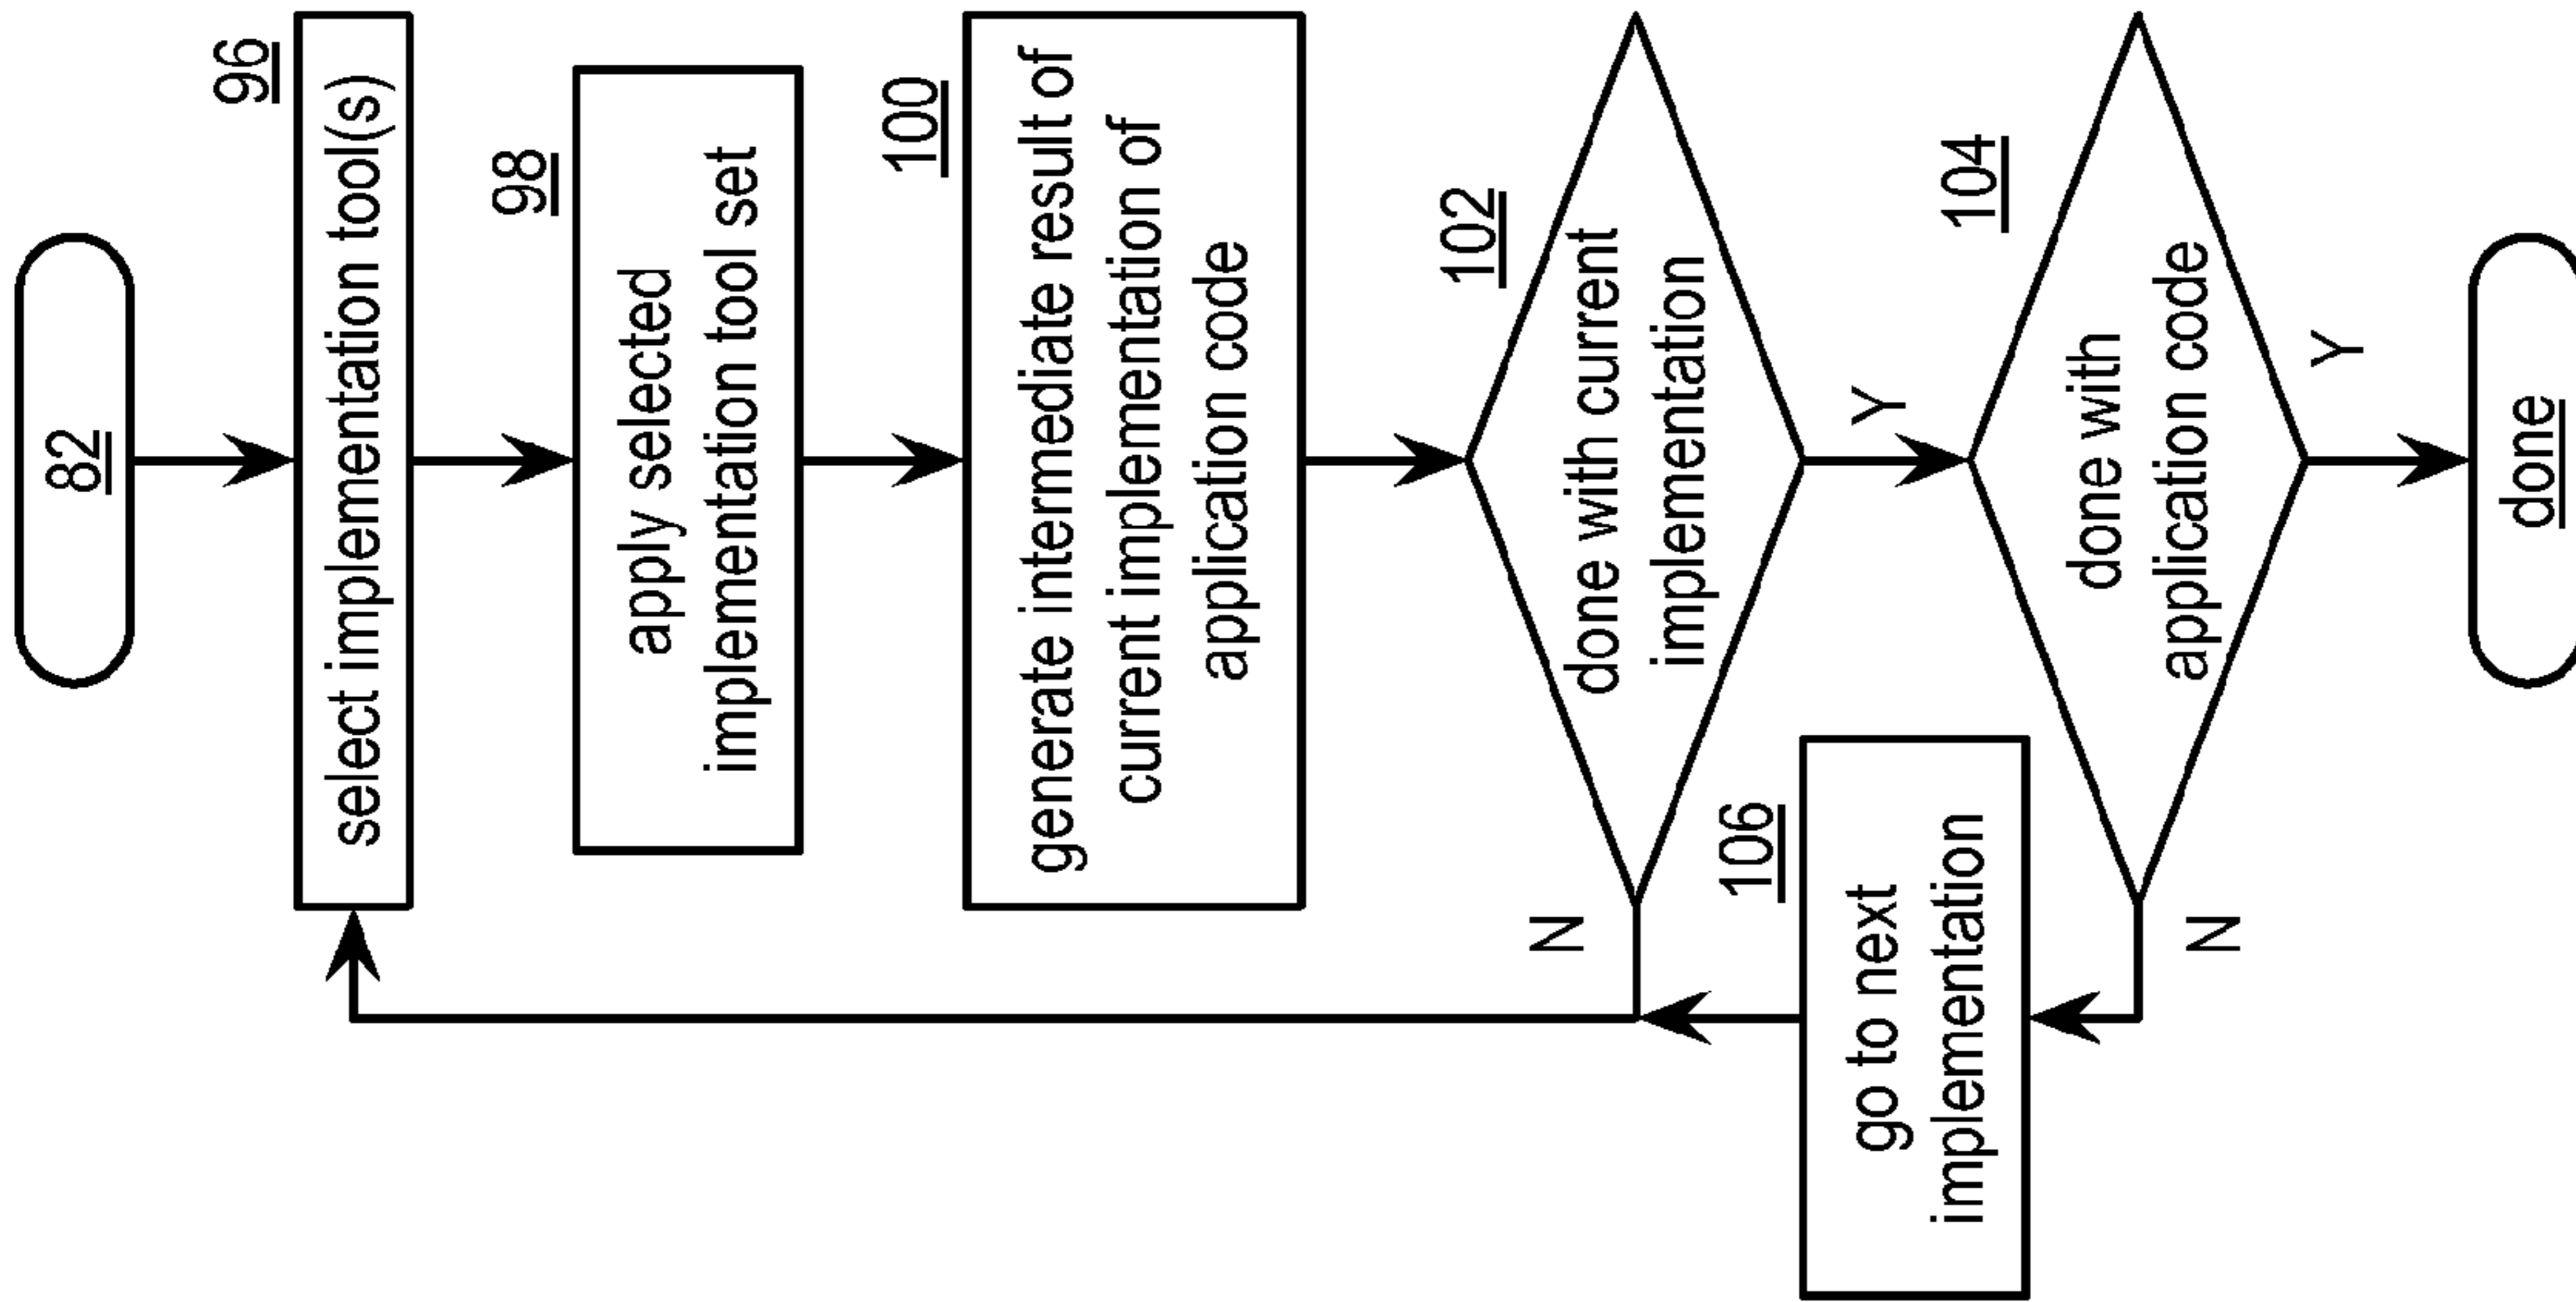 82
96
select implementation tool(s)
98
apply selected
implementation tool set
100
generate intermediate result of
current implementation of
application code
102
done with current
implementation
N
Y
106
go to next
implementation
104
done with
application code
N
Y
done